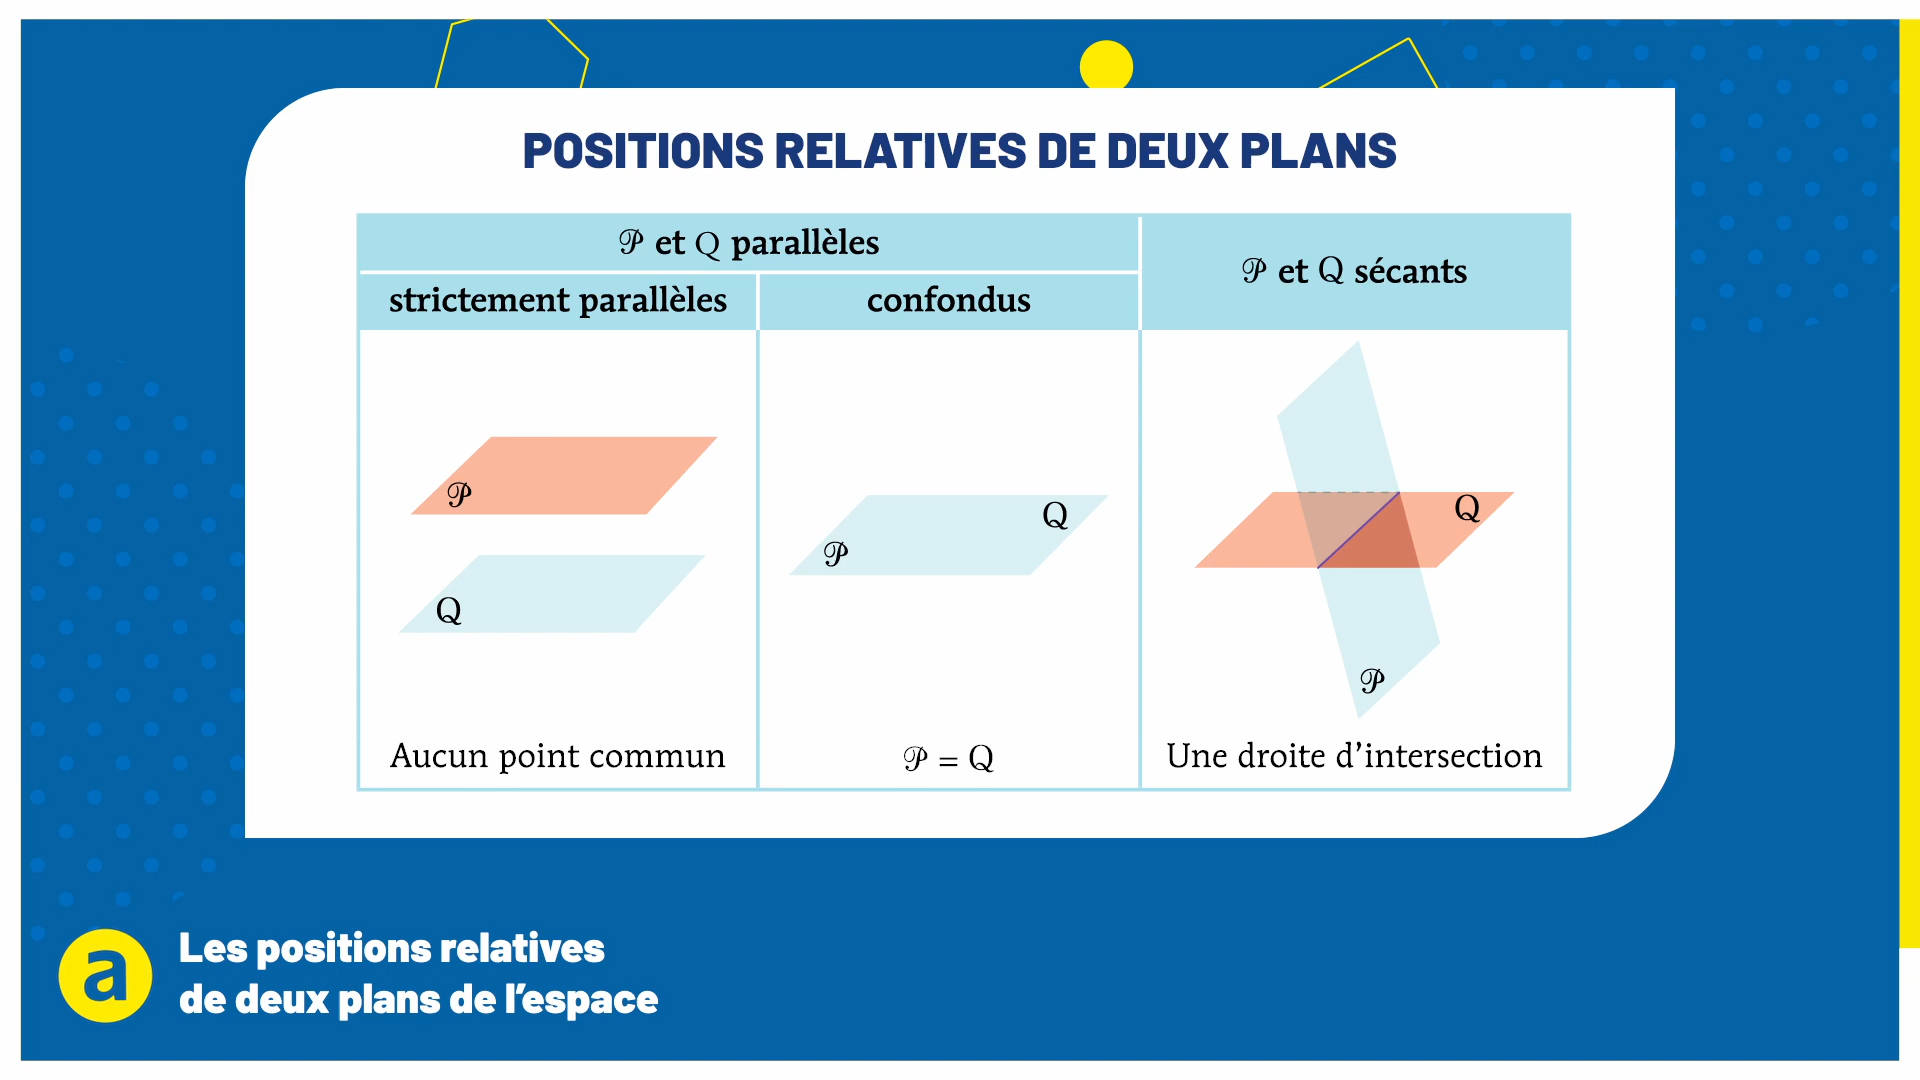 POSITIONS RELATIVES DE DEUX PLANS
𝒫 et Q parallèles
𝒫 et Q sécants
strictement parallèles
confondus
𝒫
Q
𝒫
Q
Q
𝒫
Aucun point commun
𝒫 = Q
Une droite d’intersection
a
Les positions relatives
de deux plans de l’espace